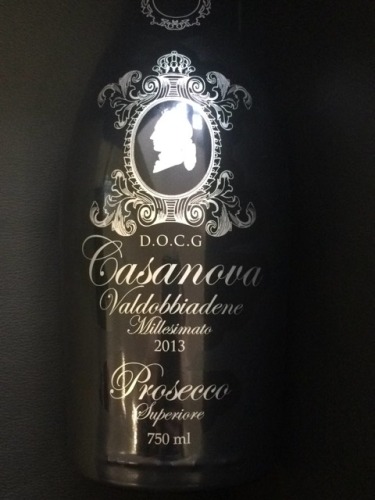 D.O.C.G
Casanova
Valdobbiadene
Millesimato
2013
Prosecco
Superiore
750 ml